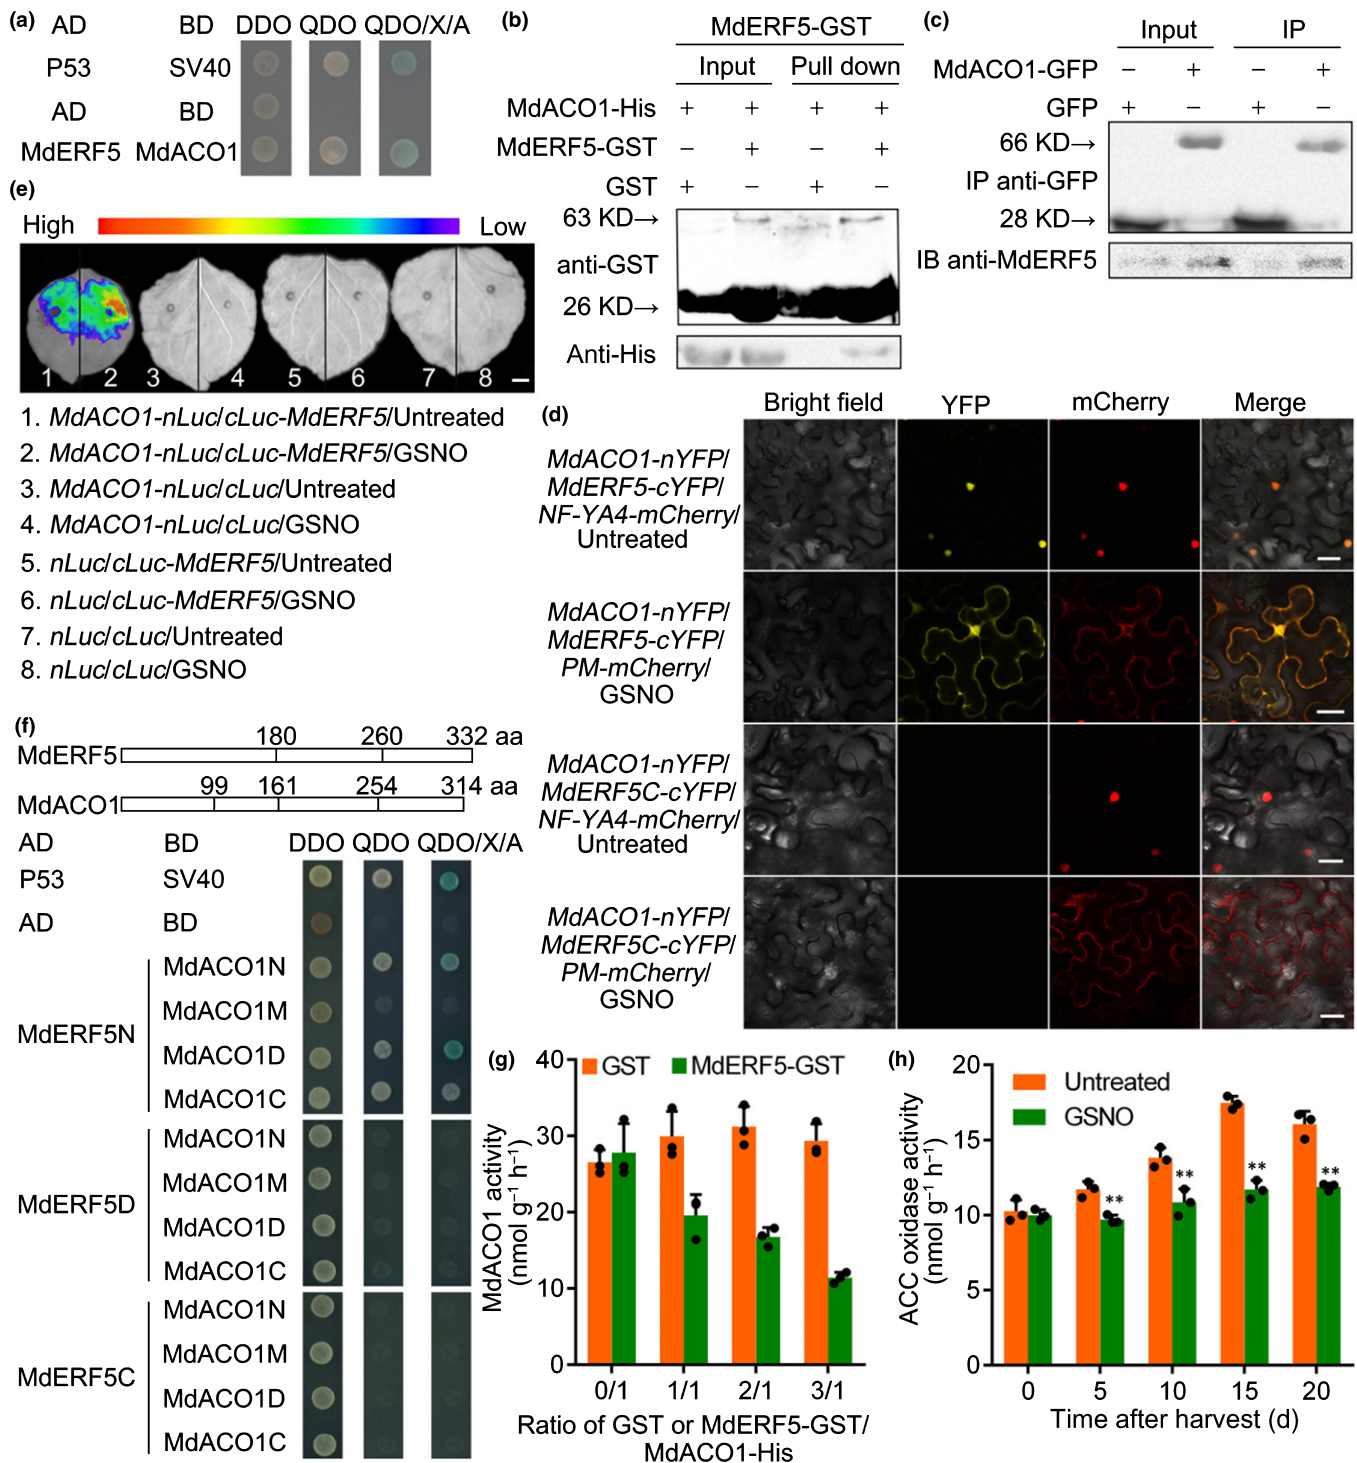 (a)
AD BD DDO QDO QDO/X/A
P53 SV40
AD BD
MdERF5 MdACO1
(b)
MdERF5-GST
Input Pull down
MdACO1-His + + + +
MdERF5-GST − + − +
GST + − + −
63 KD→
anti-GST
26 KD→
Anti-His
(c)
Input IP
MdACO1-GFP − + − +
GFP + − + −
66 KD→
IP anti-GFP
28 KD→
IB anti-MdERF5
(e)
High Low
1 2 3 4 5 6 7 8
1. MdACO1-nLuc/cLuc-MdERF5/Untreated
2. MdACO1-nLuc/cLuc-MdERF5/GSNO
3. MdACO1-nLuc/cLuc/Untreated
4. MdACO1-nLuc/cLuc/GSNO
5. nLuc/cLuc-MdERF5/Untreated
6. nLuc/cLuc-MdERF5/GSNO
7. nLuc/cLuc/Untreated
8. nLuc/cLuc/GSNO
(d)
Bright field YFP mCherry Merge
MdACO1-nYFP/
MdERF5-cYFP/
NF-YA4-mCherry/
Untreated
MdACO1-nYFP/
MdERF5-cYFP/
PM-mCherry/
GSNO
MdACO1-nYFP/
MdERF5C-cYFP/
NF-YA4-mCherry/
Untreated
MdACO1-nYFP/
MdERF5C-cYFP/
PM-mCherry/
GSNO
(f)
180 260 332 aa
MdERF5
99 161 254 314 aa
MdACO1
AD BD DDO QDO QDO/X/A
P53 SV40
AD BD
MdERF5N
MdACO1N
MdACO1M
MdACO1D
MdACO1C
MdERF5D
MdACO1N
MdACO1M
MdACO1D
MdACO1C
MdERF5C
MdACO1N
MdACO1M
MdACO1D
MdACO1C
(g)
GST MdERF5-GST
MdACO1 activity
(nmol g⁻¹ h⁻¹)
40
30
20
10
0
0/1 1/1 2/1 3/1
Ratio of GST or MdERF5-GST/
MdACO1-His
(h)
Untreated
GSNO
ACC oxidase activity
(nmol g⁻¹ h⁻¹)
20
15
10
5
0
** ** ** **
0 5 10 15 20
Time after harvest (d)